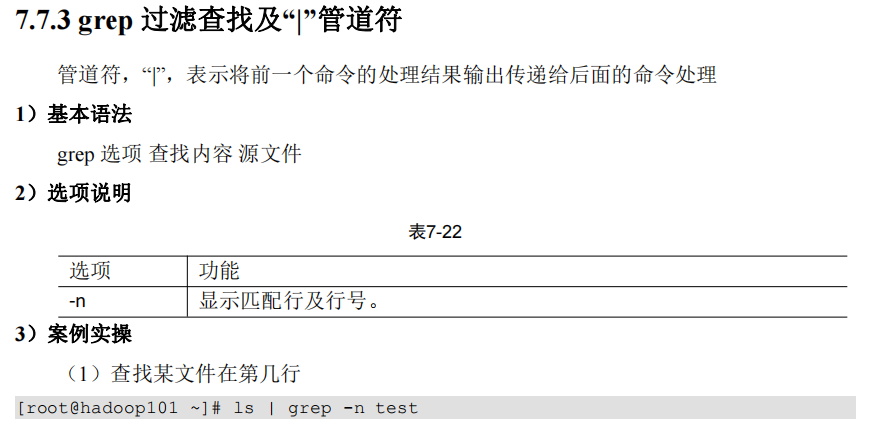 7.7.3 grep 过滤查找及“|”管道符
管道符，“|”，表示将前一个命令的处理结果输出传递给后面的命令处理
1）基本语法
grep 选项 查找内容 源文件
2）选项说明
表7-22
选项 功能
-n 显示匹配行及行号。
3）案例实操
（1）查找某文件在第几行
[root@hadoop101 ~]# ls | grep -n test